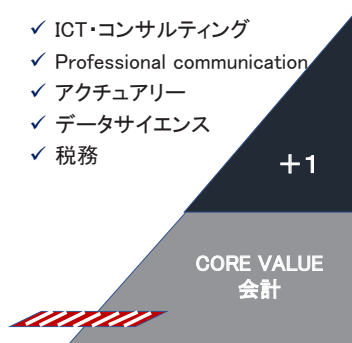 ✓ ICT・コンサルティング
✓ Professional communication
✓ アクチュアリー
✓ データサイエンス
✓ 税務
＋1
CORE VALUE
会計